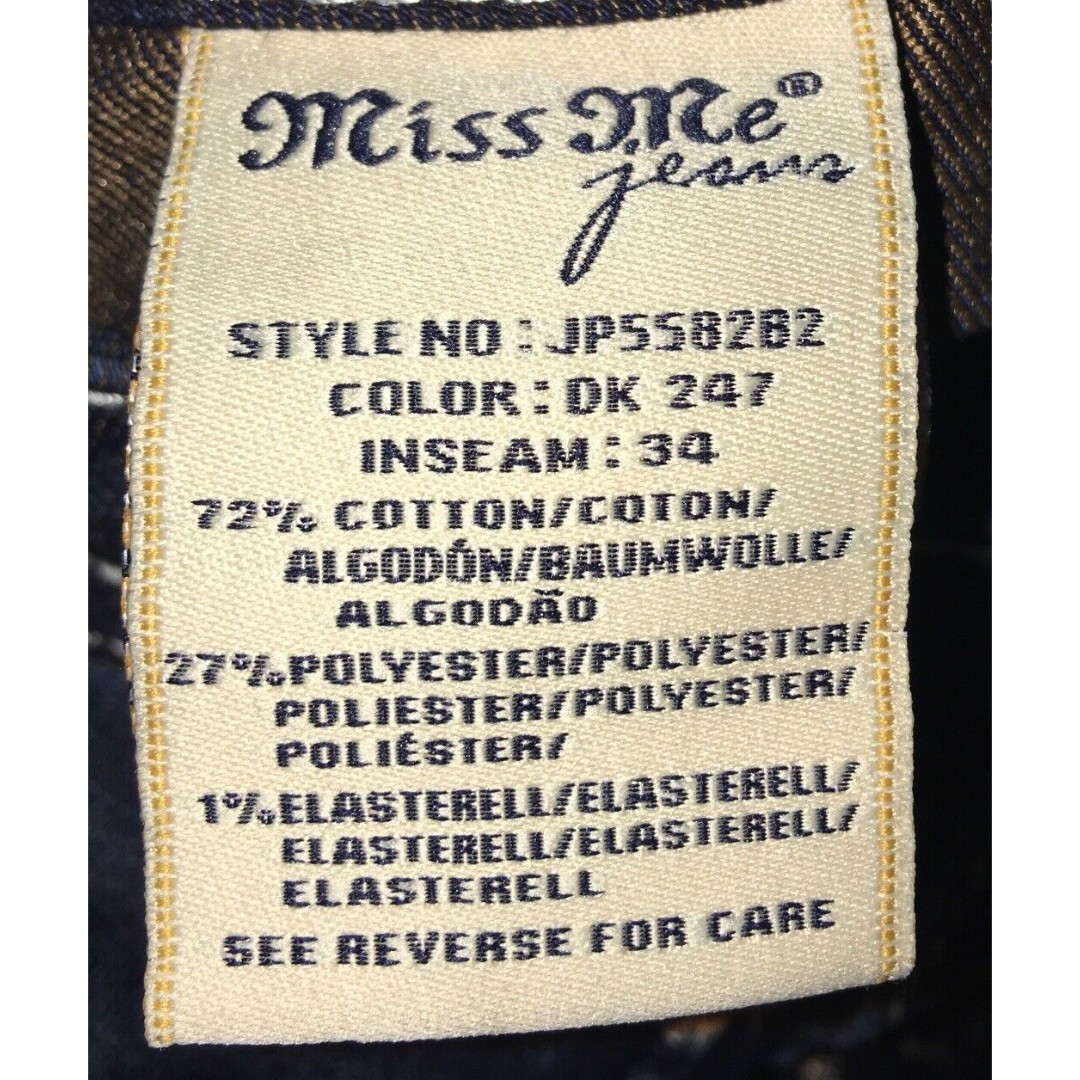 Miss Me®
jeans
STYLE NO : JP5582B2
COLOR : DK 247
INSEAM : 34
72% COTTON/COTON/
ALGODÓN/BAUMWOLLE/
ALGODÃO
27% POLYESTER/POLYESTER/
POLIESTER/POLYESTER/
POLIÉSTER/
1% ELASTERELL/ELASTERELL/
ELASTERELL/ELASTERELL/
ELASTERELL
SEE REVERSE FOR CARE